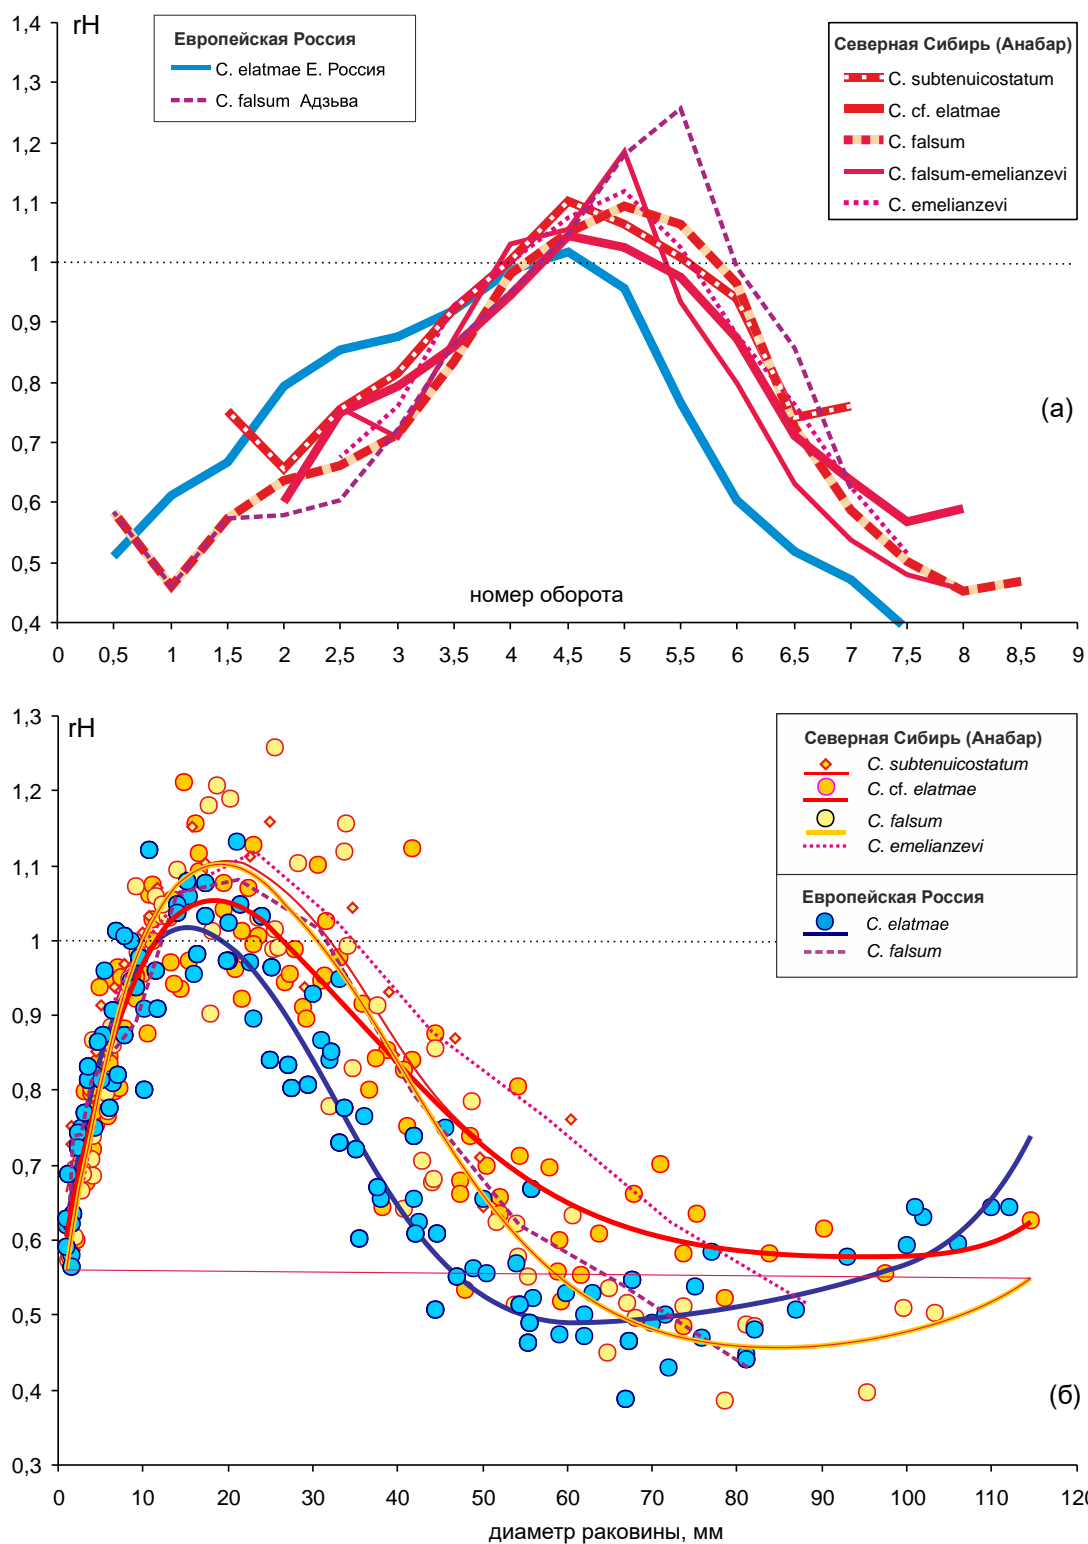 rH
1,4
1,3
1,2
1,1
1
0,9
0,8
0,7
0,6
0,5
0,4
Европейская Россия
C. elatmae Е. Россия
C. falsum Адзьва
Северная Сибирь (Анабар)
C. subtenuicostatum
C. cf. elatmae
C. falsum
C. falsum-emelianzevi
C. emelianzevi
(а)
номер оборота
0 0,5 1 1,5 2 2,5 3 3,5 4 4,5 5 5,5 6 6,5 7 7,5 8 8,5 9
rH
1,3
1,2
1,1
1
0,9
0,8
0,7
0,6
0,5
0,4
0,3
Северная Сибирь (Анабар)
C. subtenuicostatum
C. cf. elatmae
C. falsum
C. emelianzevi
Европейская Россия
C. elatmae
C. falsum
(б)
0 10 20 30 40 50 60 70 80 90 100 110 120
диаметр раковины, мм